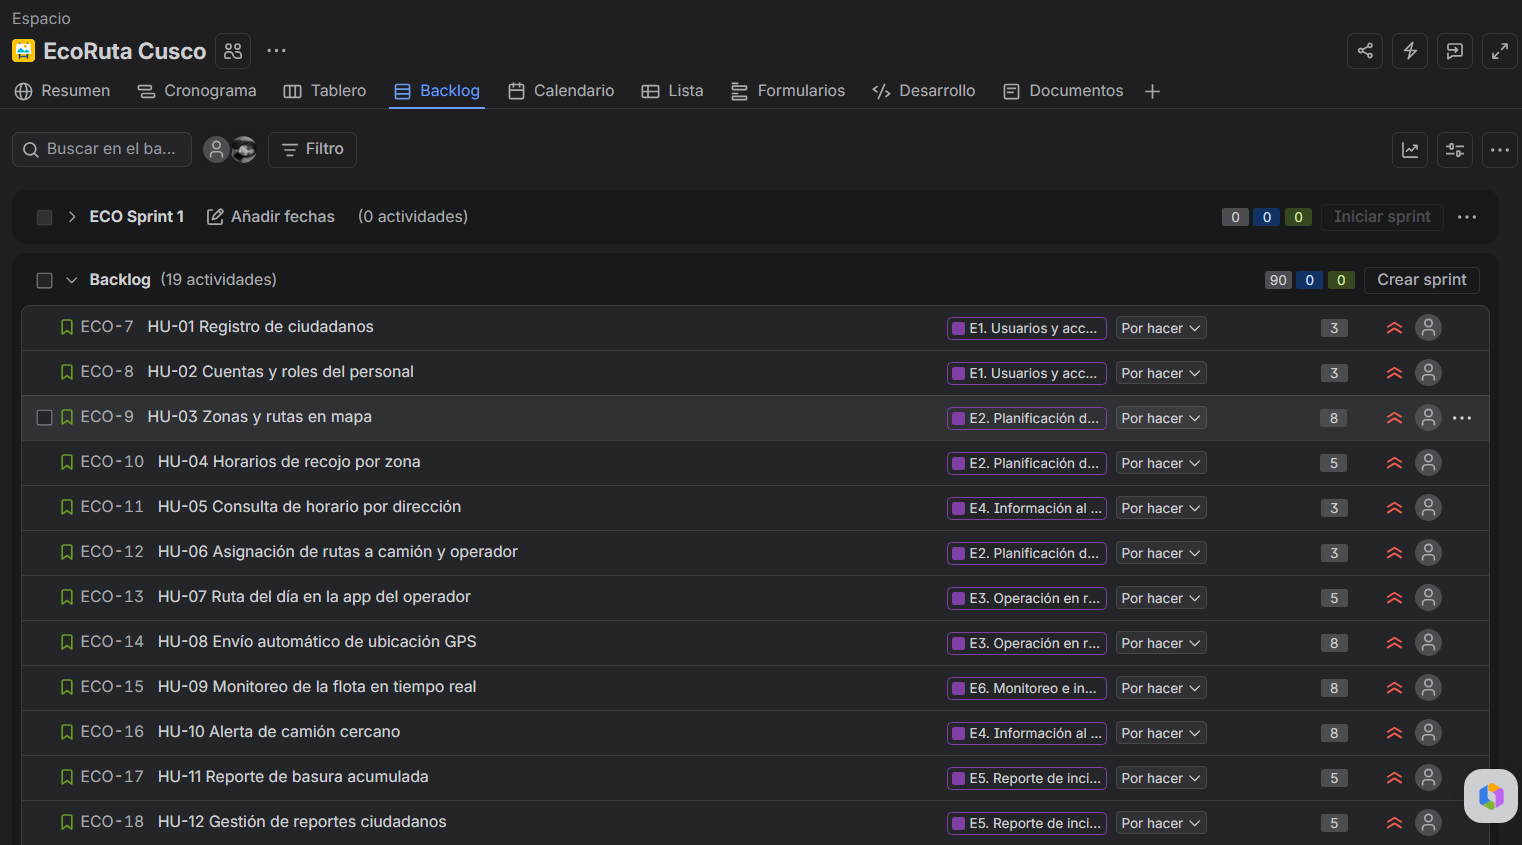 Espacio
EcoRuta Cusco
Resumen Cronograma Tablero Backlog Calendario Lista Formularios Desarrollo Documentos
Buscar en el ba... Filtro
ECO Sprint 1 Añadir fechas (0 actividades) 0 0 0 Iniciar sprint
Backlog (19 actividades) 90 0 0 Crear sprint
ECO-7 HU-01 Registro de ciudadanos E1. Usuarios y acc... Por hacer 3
ECO-8 HU-02 Cuentas y roles del personal E1. Usuarios y acc... Por hacer 3
ECO-9 HU-03 Zonas y rutas en mapa E2. Planificación d... Por hacer 8
ECO-10 HU-04 Horarios de recojo por zona E2. Planificación d... Por hacer 5
ECO-11 HU-05 Consulta de horario por dirección E4. Información al ... Por hacer 3
ECO-12 HU-06 Asignación de rutas a camión y operador E2. Planificación d... Por hacer 3
ECO-13 HU-07 Ruta del día en la app del operador E3. Operación en r... Por hacer 5
ECO-14 HU-08 Envío automático de ubicación GPS E3. Operación en r... Por hacer 8
ECO-15 HU-09 Monitoreo de la flota en tiempo real E6. Monitoreo e in... Por hacer 8
ECO-16 HU-10 Alerta de camión cercano E4. Información al ... Por hacer 8
ECO-17 HU-11 Reporte de basura acumulada E5. Reporte de inci... Por hacer 5
ECO-18 HU-12 Gestión de reportes ciudadanos E5. Reporte de inci... Por hacer 5